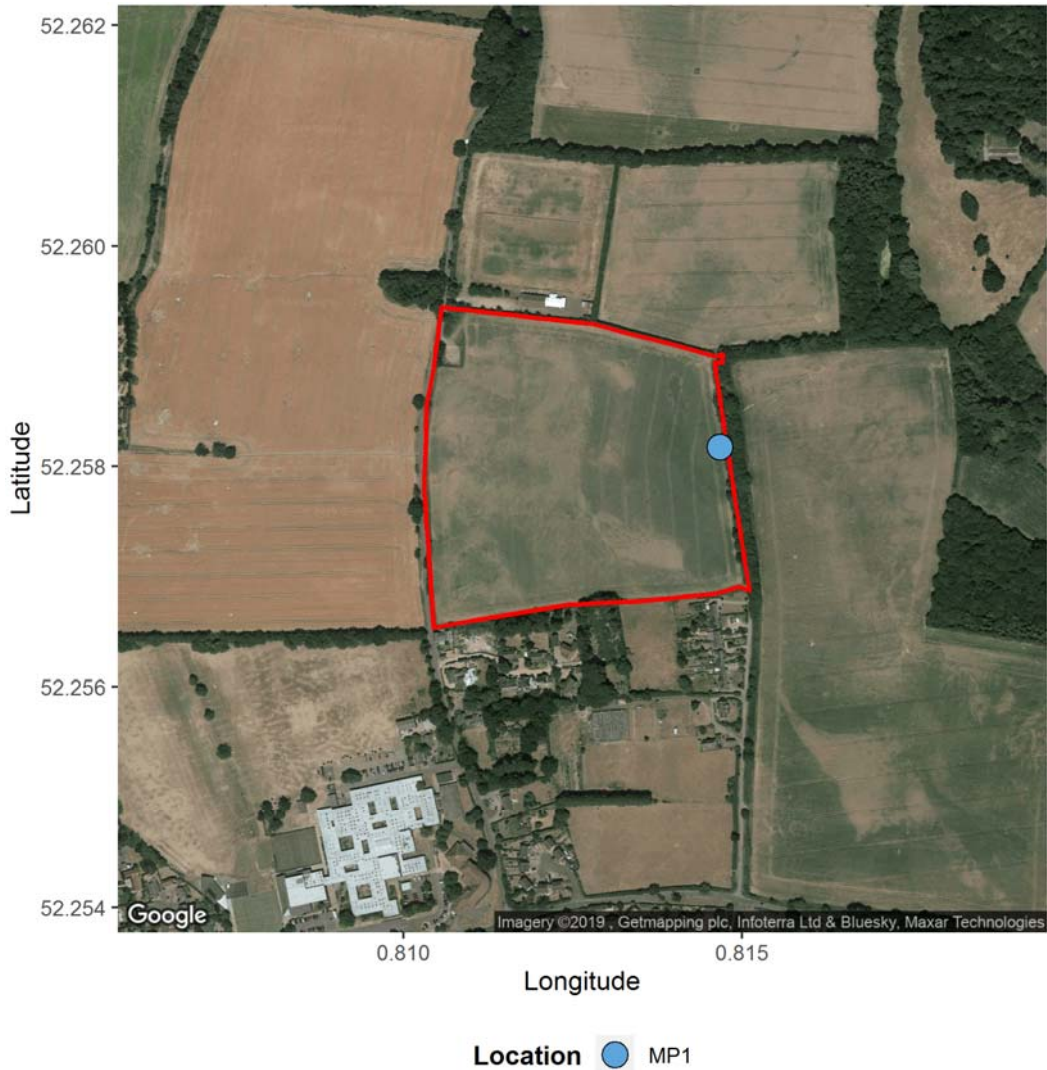 52.262
52.260
52.258
52.256
52.254
Latitude
Google
Imagery ©2019 , Getmapping plc, Infoterra Ltd & Bluesky, Maxar Technologies
0.810
0.815
Longitude
Location MP1